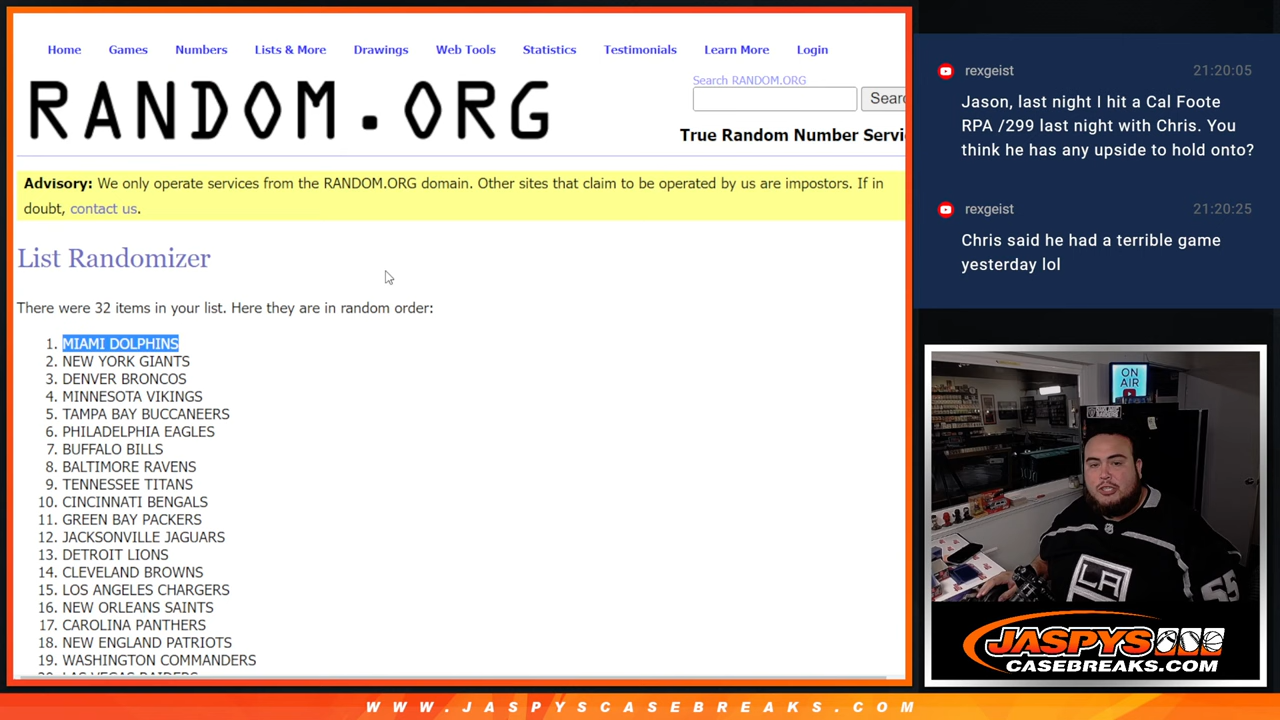 Home Games Numbers Lists & More Drawings Web Tools Statistics Testimonials Learn More Login
RANDOM.ORG
Search RANDOM.ORG
Searc
True Random Number Servi
Advisory: We only operate services from the RANDOM.ORG domain. Other sites that claim to be operated by us are impostors. If in
doubt, contact us.
List Randomizer
There were 32 items in your list. Here they are in random order:
1. MIAMI DOLPHINS
2. NEW YORK GIANTS
3. DENVER BRONCOS
4. MINNESOTA VIKINGS
5. TAMPA BAY BUCCANEERS
6. PHILADELPHIA EAGLES
7. BUFFALO BILLS
8. BALTIMORE RAVENS
9. TENNESSEE TITANS
10. CINCINNATI BENGALS
11. GREEN BAY PACKERS
12. JACKSONVILLE JAGUARS
13. DETROIT LIONS
14. CLEVELAND BROWNS
15. LOS ANGELES CHARGERS
16. NEW ORLEANS SAINTS
17. CAROLINA PANTHERS
18. NEW ENGLAND PATRIOTS
19. WASHINGTON COMMANDERS
rexgeist 21:20:05
Jason, last night I hit a Cal Foote
RPA /299 last night with Chris. You
think he has any upside to hold onto?
rexgeist 21:20:25
Chris said he had a terrible game
yesterday lol
ON
AIR
LA
55
JASPYS
CASEBREAKS.COM
WWW.JASPYSCASEBREAKS.COM